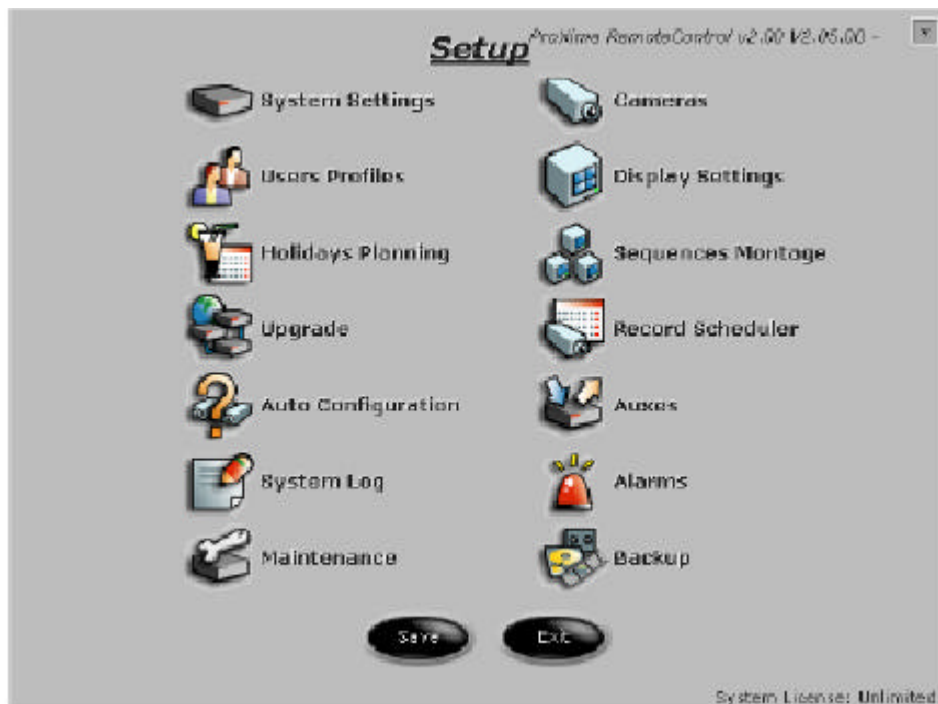 Setup
RemoteControl v2.00 V2.05.00 -
System Settings
Cameras
Users Profiles
Display Settings
Holidays Planning
Sequences Montage
Upgrade
Record Scheduler
Auto Configuration
Auxes
System Log
Alarms
Maintenance
Backup
Save
Exit
System License: Unlimited